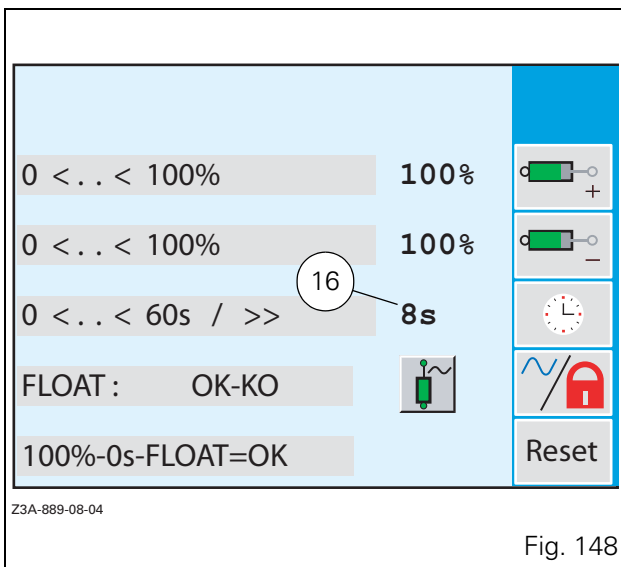 0 <..< 100% 100%
+
0 <..< 100% 100%
−
16
0 <..< 60s / >> 8s
FLOAT: OK-KO
100%-0s-FLOAT=OK Reset
Z3A-889-08-04
Fig. 148